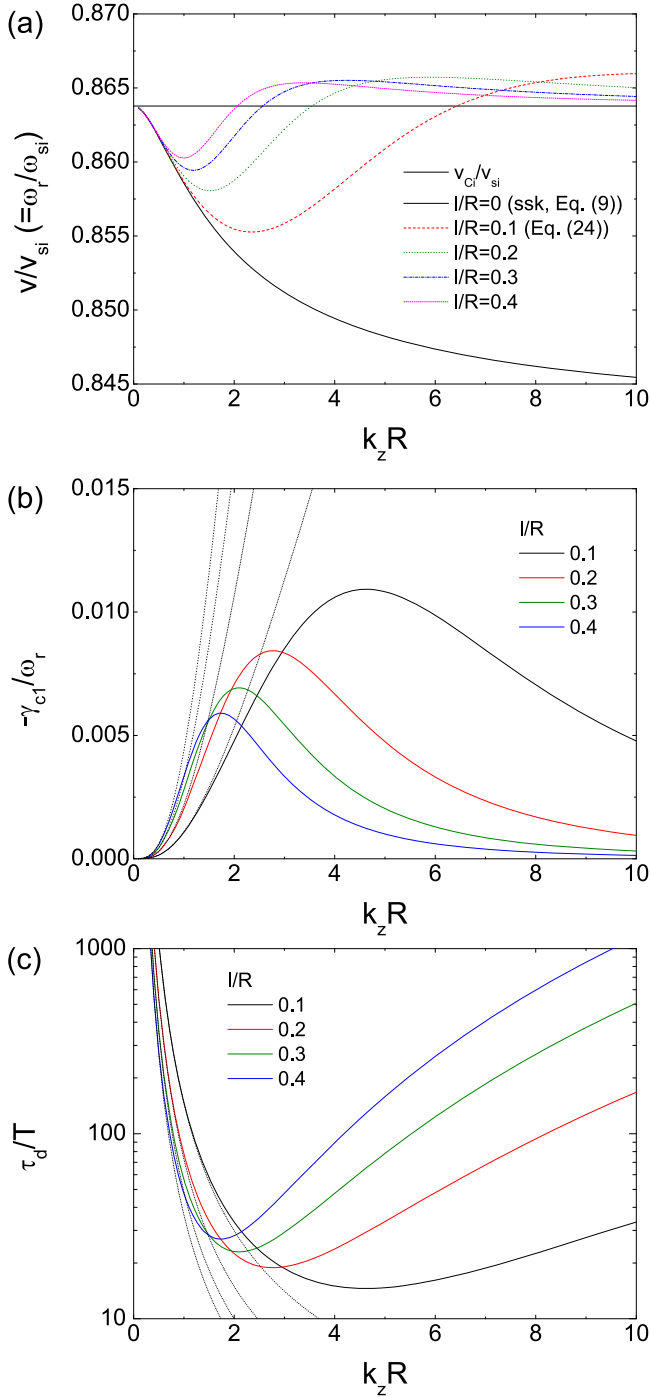 (a)
0.870
0.865
0.860
0.855
0.850
0.845
v/v_si (=ω_r/ω_si)
v_Ci/v_si
l/R=0 (ssk, Eq. (9))
l/R=0.1 (Eq. (24))
l/R=0.2
l/R=0.3
l/R=0.4
0 2 4 6 8 10
k_zR
(b)
0.015
0.010
0.005
0.000
-γ_c1/ω_r
l/R
0.1
0.2
0.3
0.4
0 2 4 6 8 10
k_zR
(c)
1000
100
10
τ_d/T
l/R
0.1
0.2
0.3
0.4
0 2 4 6 8 10
k_zR